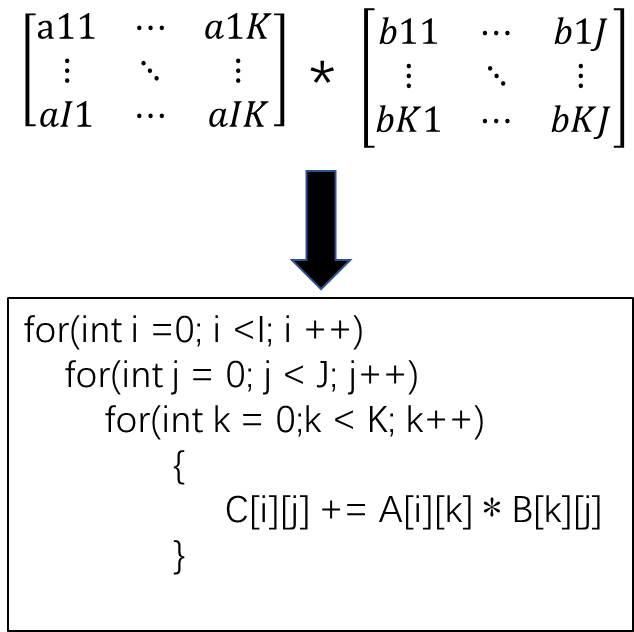 a11 ⋯ a1K b11 ⋯ b1J
⋮ ⋱ ⋮ * ⋮ ⋱ ⋮
aI1 ⋯ aIK bK1 ⋯ bKJ
for(int i =0; i <I; i ++)
for(int j = 0; j < J; j++)
for(int k = 0;k < K; k++)
{
C[i][j] += A[i][k] * B[k][j]
}